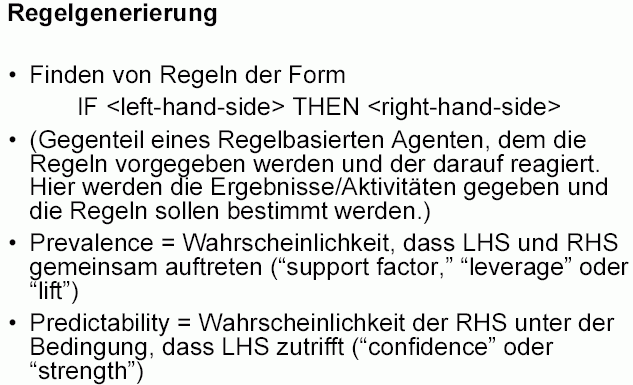 Regelgenerierung
• Finden von Regeln der Form
IF <left-hand-side> THEN <right-hand-side>
• (Gegenteil eines Regelbasierten Agenten, dem die
Regeln vorgegeben werden und der darauf reagiert.
Hier werden die Ergebnisse/Aktivitäten gegeben und
die Regeln sollen bestimmt werden.)
• Prevalence = Wahrscheinlichkeit, dass LHS und RHS
gemeinsam auftreten (“support factor,” “leverage” oder
“lift”)
• Predictability = Wahrscheinlichkeit der RHS unter der
Bedingung, dass LHS zutrifft (“confidence” oder
“strength”)